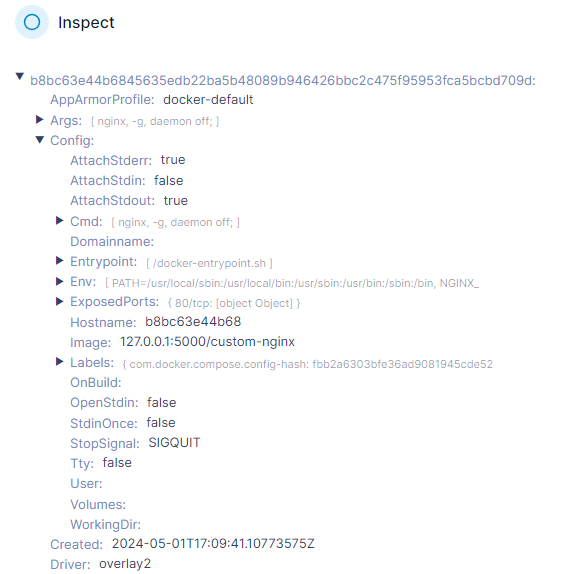 Inspect
b8bc63e44b6845635edb22ba5b48089b946426bbc2c475f95953fca5bcbd709d:
AppArmorProfile: docker-default
Args: [ nginx, -g, daemon off; ]
Config:
AttachStderr: true
AttachStdin: false
AttachStdout: true
Cmd: [ nginx, -g, daemon off; ]
Domainname:
Entrypoint: [ /docker-entrypoint.sh ]
Env: [ PATH=/usr/local/sbin:/usr/local/bin:/usr/sbin:/usr/bin:/sbin:/bin, NGINX_
ExposedPorts: { 80/tcp: [object Object] }
Hostname: b8bc63e44b68
Image: 127.0.0.1:5000/custom-nginx
Labels: { com.docker.compose.config-hash: fbb2a6303bfe36ad9081945cde52
OnBuild:
OpenStdin: false
StdinOnce: false
StopSignal: SIGQUIT
Tty: false
User:
Volumes:
WorkingDir:
Created: 2024-05-01T17:09:41.10773575Z
Driver: overlay2